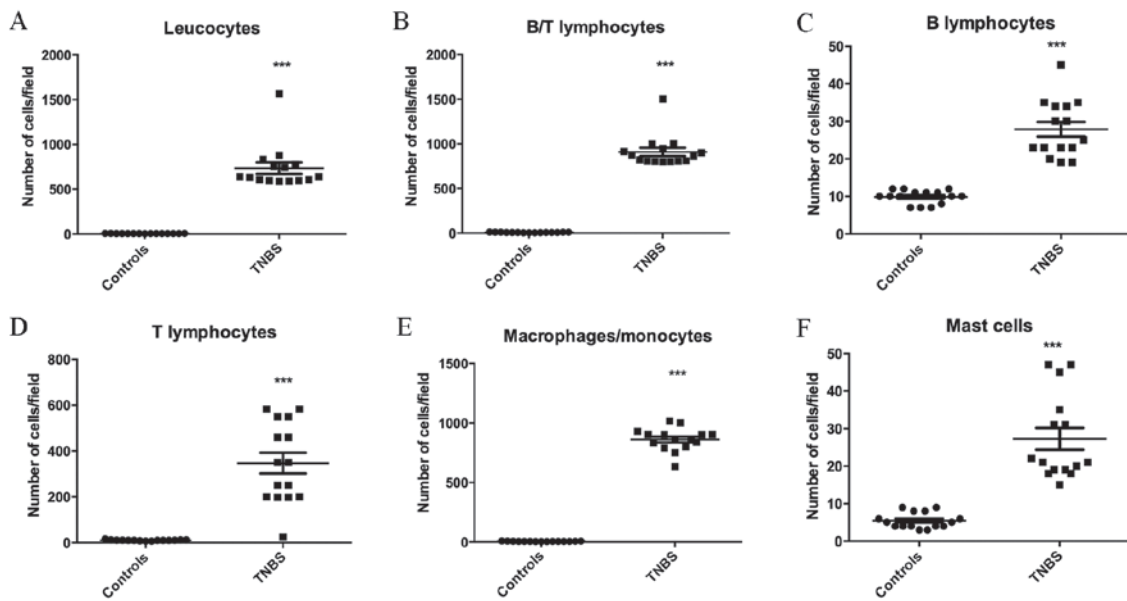 A
Leucocytes
Number of cells/field
2000
1500
1000
500
0
***
Controls
TNBS
B
B/T lymphocytes
Number of cells/field
2000
1500
1000
500
0
***
Controls
TNBS
C
B lymphocytes
Number of cells/field
50
40
30
20
10
0
***
Controls
TNBS
D
T lymphocytes
Number of cells/field
800
600
400
200
0
***
Controls
TNBS
E
Macrophages/monocytes
Number of cells/field
1500
1000
500
0
***
Controls
TNBS
F
Mast cells
Number of cells/field
50
40
30
20
10
0
***
Controls
TNBS